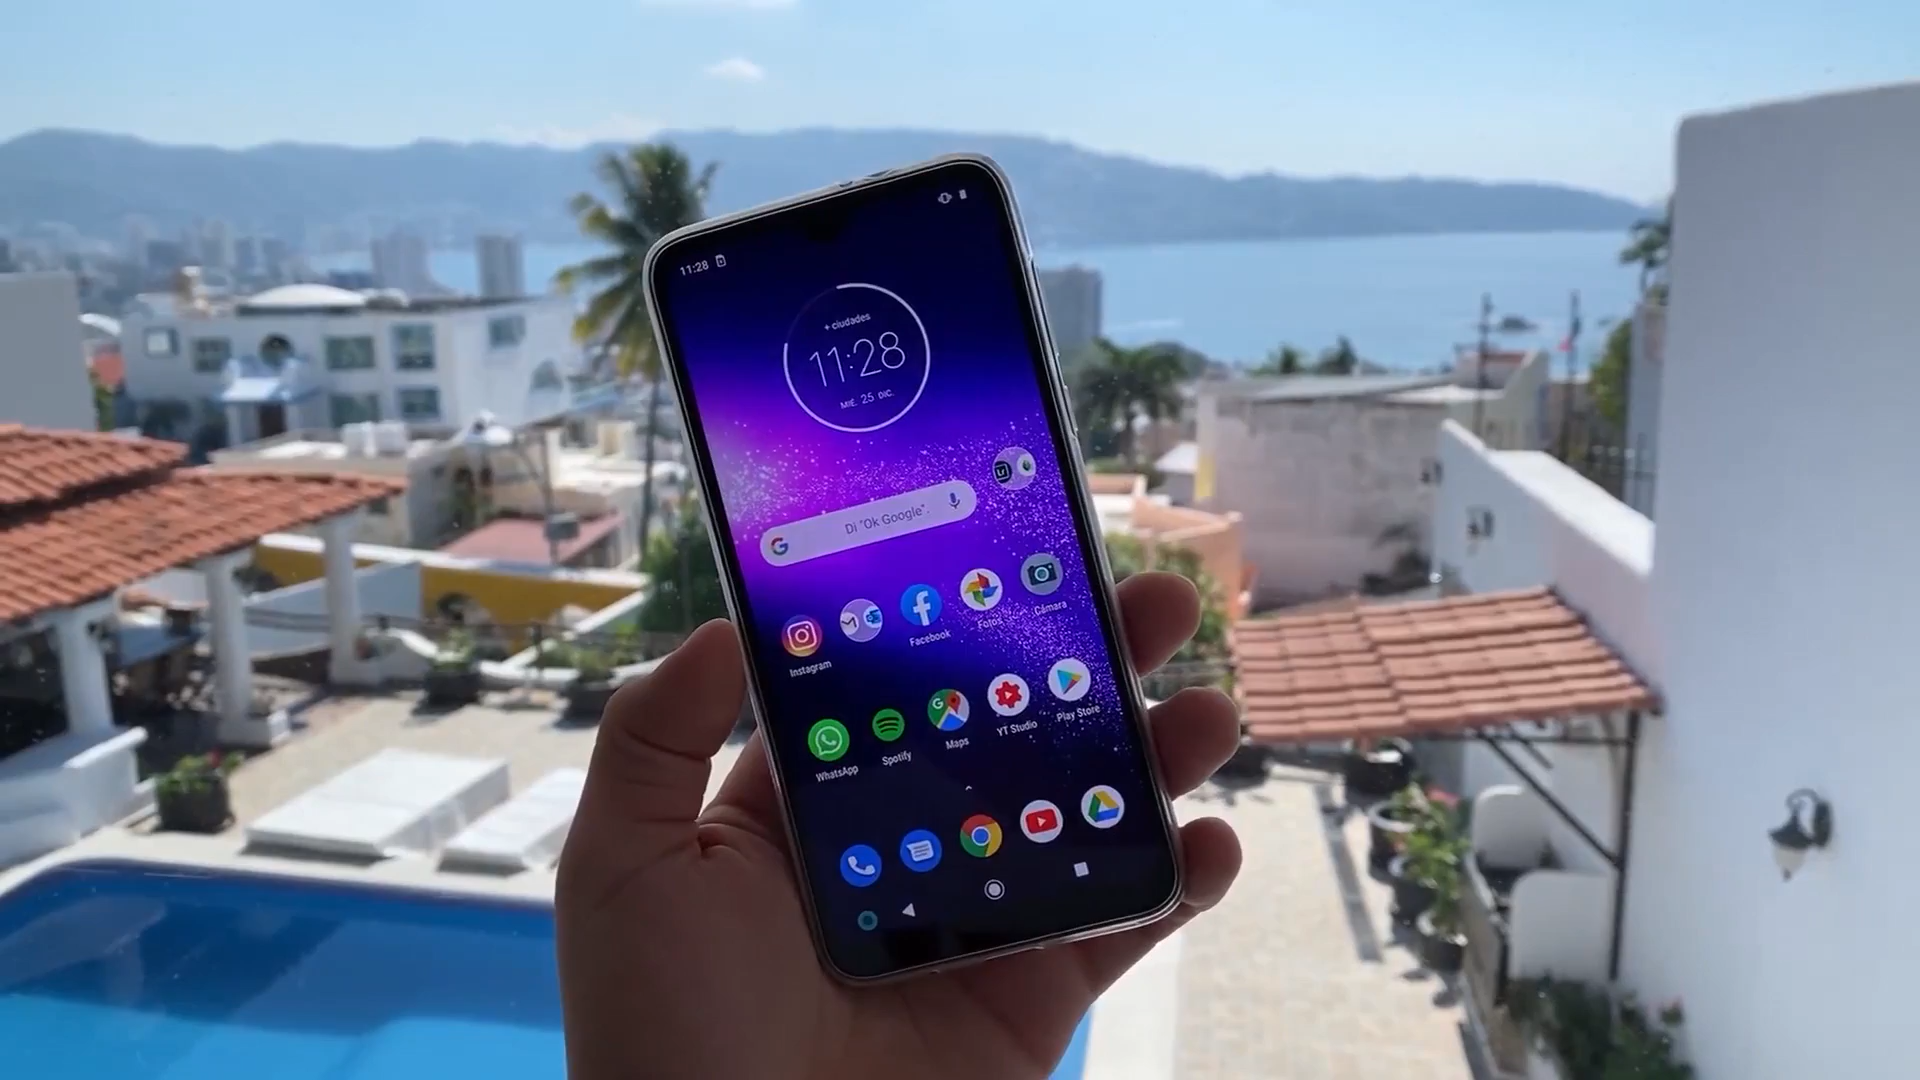 11:28
+ ciudades
11:28
MIÉ. 25 DIC.
Di "Ok Google".
Instagram
Facebook
Fotos
Cámara
WhatsApp
Spotify
Maps
YT Studio
Play Store